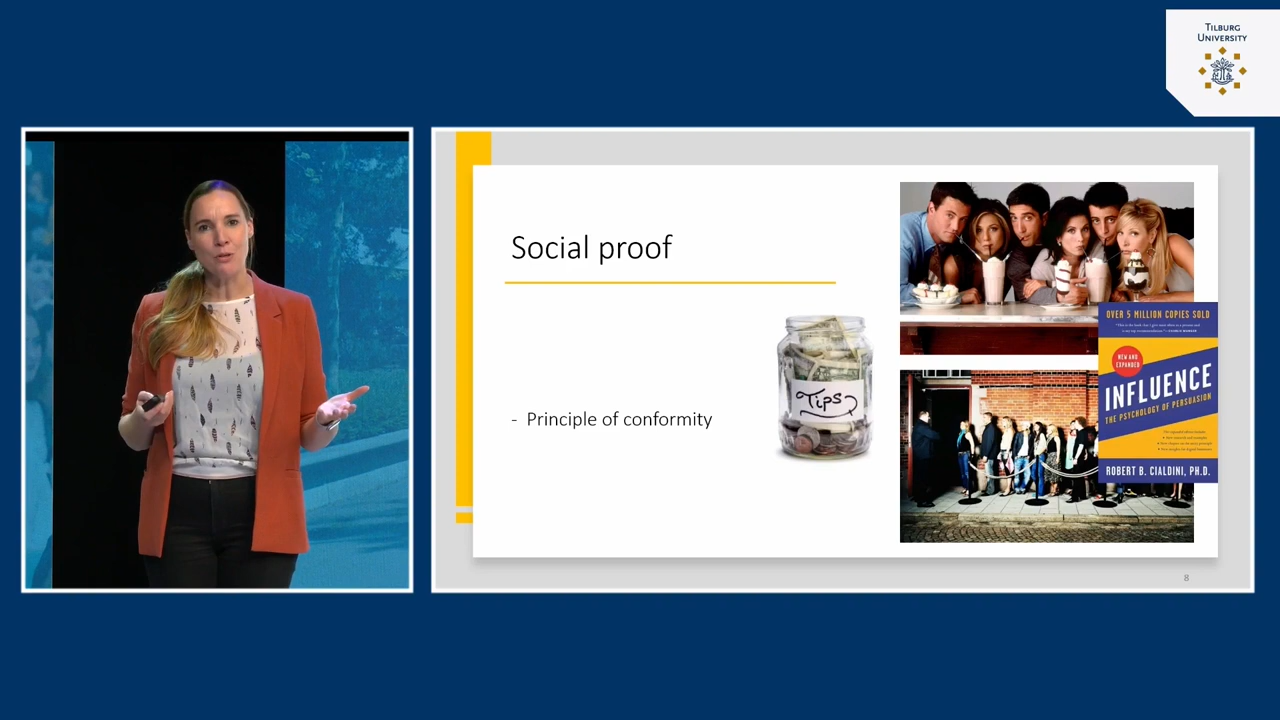 TILBURG
UNIVERSITY
Social proof
- Principle of conformity
Tips
OVER 5 MILLION COPIES SOLD
NEW AND
EXPANDED
INFLUENCE
THE PSYCHOLOGY OF PERSUASION
ROBERT B. CIALDINI, PH.D.
8